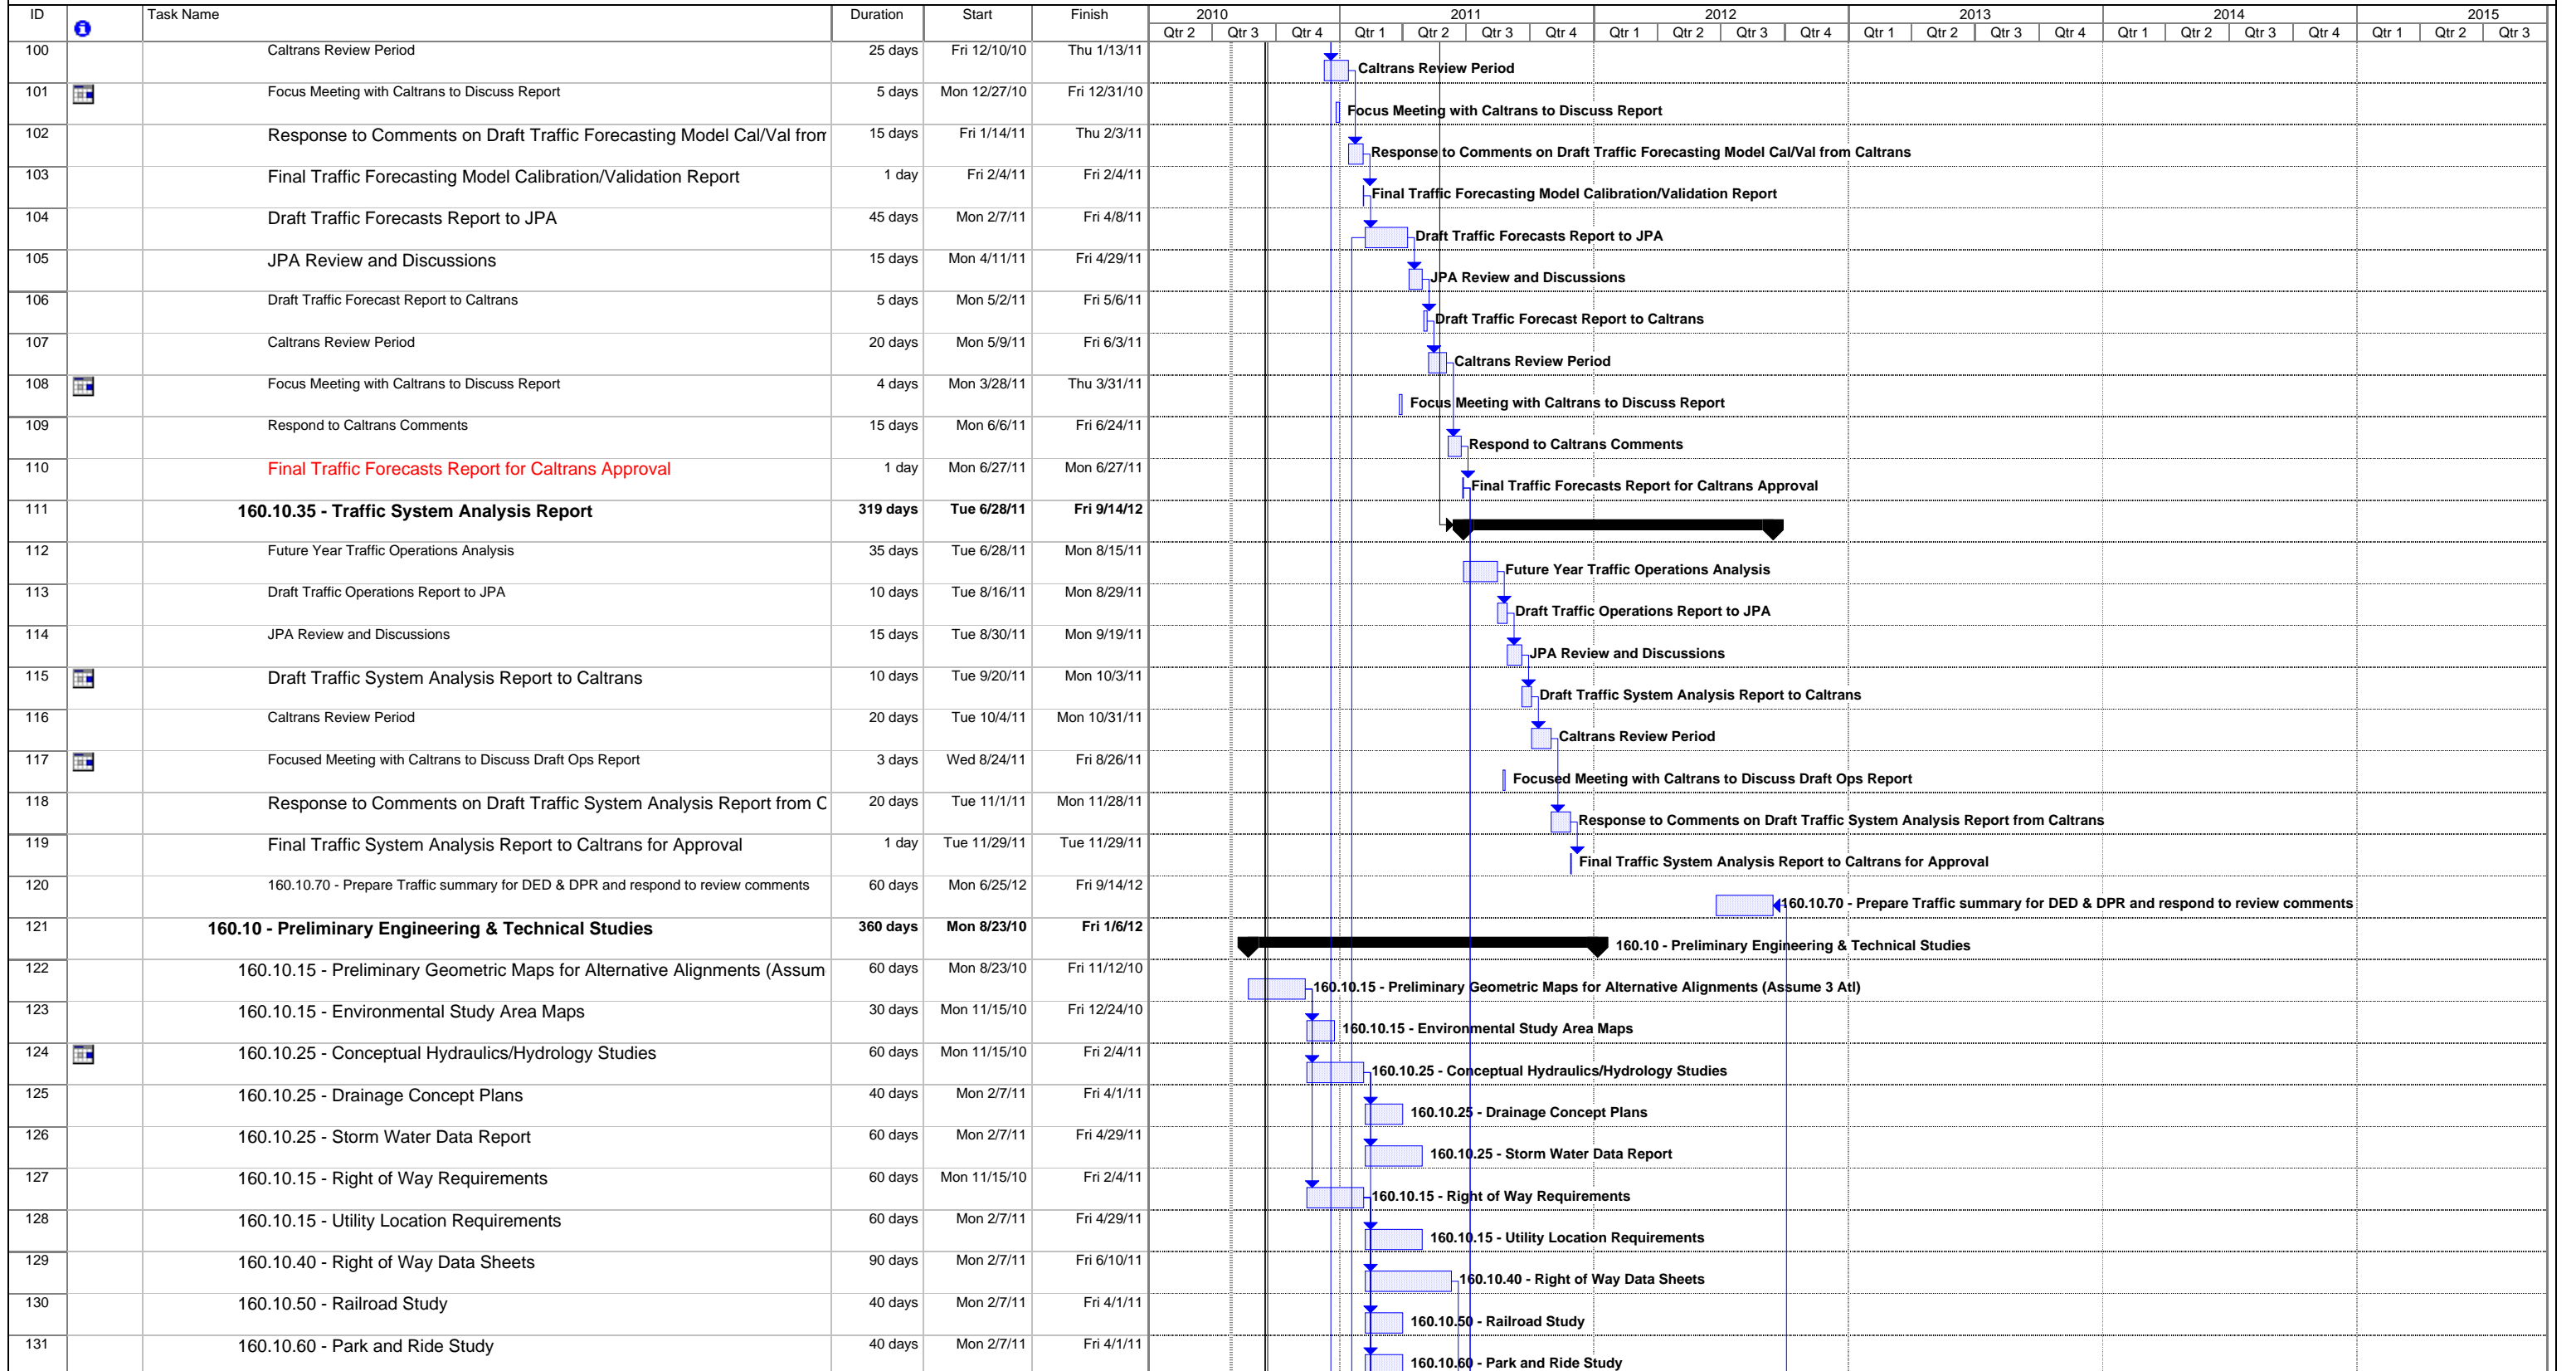 ID Task Name Duration Start Finish 2010 2011 2012 2013 2014 2015
Qtr 2 Qtr 3 Qtr 4 Qtr 1 Qtr 2 Qtr 3 Qtr 4 Qtr 1 Qtr 2 Qtr 3 Qtr 4 Qtr 1 Qtr 2 Qtr 3 Qtr 4 Qtr 1 Qtr 2 Qtr 3 Qtr 4 Qtr 1 Qtr 2 Qtr 3
100 Caltrans Review Period 25 days Fri 12/10/10 Thu 1/13/11
Caltrans Review Period
101 Focus Meeting with Caltrans to Discuss Report 5 days Mon 12/27/10 Fri 12/31/10
Focus Meeting with Caltrans to Discuss Report
102 Response to Comments on Draft Traffic Forecasting Model Cal/Val from 15 days Fri 1/14/11 Thu 2/3/11
Response to Comments on Draft Traffic Forecasting Model Cal/Val from Caltrans
103 Final Traffic Forecasting Model Calibration/Validation Report 1 day Fri 2/4/11 Fri 2/4/11
Final Traffic Forecasting Model Calibration/Validation Report
104 Draft Traffic Forecasts Report to JPA 45 days Mon 2/7/11 Fri 4/8/11
Draft Traffic Forecasts Report to JPA
105 JPA Review and Discussions 15 days Mon 4/11/11 Fri 4/29/11
JPA Review and Discussions
106 Draft Traffic Forecast Report to Caltrans 5 days Mon 5/2/11 Fri 5/6/11
Draft Traffic Forecast Report to Caltrans
107 Caltrans Review Period 20 days Mon 5/9/11 Fri 6/3/11
Caltrans Review Period
108 Focus Meeting with Caltrans to Discuss Report 4 days Mon 3/28/11 Thu 3/31/11
Focus Meeting with Caltrans to Discuss Report
109 Respond to Caltrans Comments 15 days Mon 6/6/11 Fri 6/24/11
Respond to Caltrans Comments
110 Final Traffic Forecasts Report for Caltrans Approval 1 day Mon 6/27/11 Mon 6/27/11
Final Traffic Forecasts Report for Caltrans Approval
111 160.10.35 - Traffic System Analysis Report 319 days Tue 6/28/11 Fri 9/14/12
112 Future Year Traffic Operations Analysis 35 days Tue 6/28/11 Mon 8/15/11
Future Year Traffic Operations Analysis
113 Draft Traffic Operations Report to JPA 10 days Tue 8/16/11 Mon 8/29/11
Draft Traffic Operations Report to JPA
114 JPA Review and Discussions 15 days Tue 8/30/11 Mon 9/19/11
JPA Review and Discussions
115 Draft Traffic System Analysis Report to Caltrans 10 days Tue 9/20/11 Mon 10/3/11
Draft Traffic System Analysis Report to Caltrans
116 Caltrans Review Period 20 days Tue 10/4/11 Mon 10/31/11
Caltrans Review Period
117 Focused Meeting with Caltrans to Discuss Draft Ops Report 3 days Wed 8/24/11 Fri 8/26/11
Focused Meeting with Caltrans to Discuss Draft Ops Report
118 Response to Comments on Draft Traffic System Analysis Report from C 20 days Tue 11/1/11 Mon 11/28/11
Response to Comments on Draft Traffic System Analysis Report from Caltrans
119 Final Traffic System Analysis Report to Caltrans for Approval 1 day Tue 11/29/11 Tue 11/29/11
Final Traffic System Analysis Report to Caltrans for Approval
120 160.10.70 - Prepare Traffic summary for DED & DPR and respond to review comments 60 days Mon 6/25/12 Fri 9/14/12
160.10.70 - Prepare Traffic summary for DED & DPR and respond to review comments
121 160.10 - Preliminary Engineering & Technical Studies 360 days Mon 8/23/10 Fri 1/6/12
160.10 - Preliminary Engineering & Technical Studies
122 160.10.15 - Preliminary Geometric Maps for Alternative Alignments (Assum 60 days Mon 8/23/10 Fri 11/12/10
160.10.15 - Preliminary Geometric Maps for Alternative Alignments (Assume 3 Atl)
123 160.10.15 - Environmental Study Area Maps 30 days Mon 11/15/10 Fri 12/24/10
160.10.15 - Environmental Study Area Maps
124 160.10.25 - Conceptual Hydraulics/Hydrology Studies 60 days Mon 11/15/10 Fri 2/4/11
160.10.25 - Conceptual Hydraulics/Hydrology Studies
125 160.10.25 - Drainage Concept Plans 40 days Mon 2/7/11 Fri 4/1/11
160.10.25 - Drainage Concept Plans
126 160.10.25 - Storm Water Data Report 60 days Mon 2/7/11 Fri 4/29/11
160.10.25 - Storm Water Data Report
127 160.10.15 - Right of Way Requirements 60 days Mon 11/15/10 Fri 2/4/11
160.10.15 - Right of Way Requirements
128 160.10.15 - Utility Location Requirements 60 days Mon 2/7/11 Fri 4/29/11
160.10.15 - Utility Location Requirements
129 160.10.40 - Right of Way Data Sheets 90 days Mon 2/7/11 Fri 6/10/11
160.10.40 - Right of Way Data Sheets
130 160.10.50 - Railroad Study 40 days Mon 2/7/11 Fri 4/1/11
160.10.50 - Railroad Study
131 160.10.60 - Park and Ride Study 40 days Mon 2/7/11 Fri 4/1/11
160.10.60 - Park and Ride Study